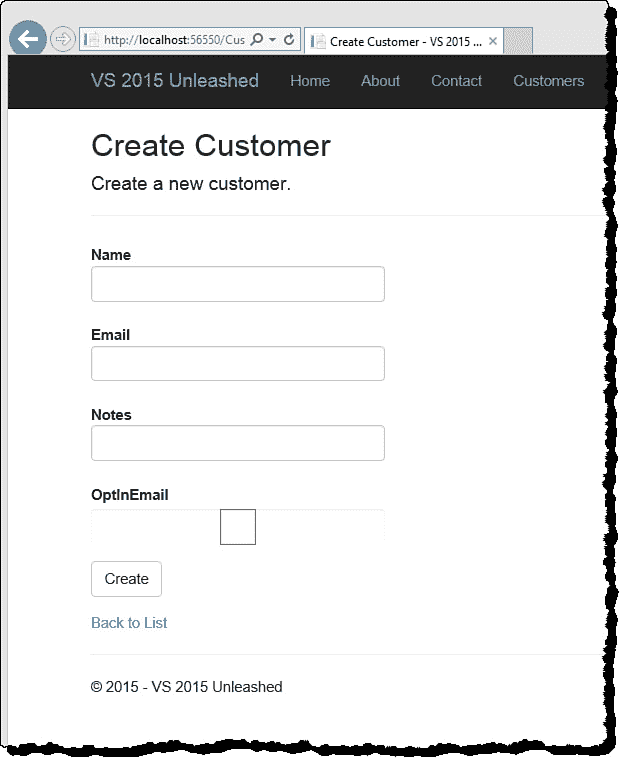 http://localhost:56550/Cus
Create Customer - VS 2015 ...
VS 2015 Unleashed Home About Contact Customers
Create Customer
Create a new customer.
Name
Email
Notes
OptInEmail
Create
Back to List
© 2015 - VS 2015 Unleashed